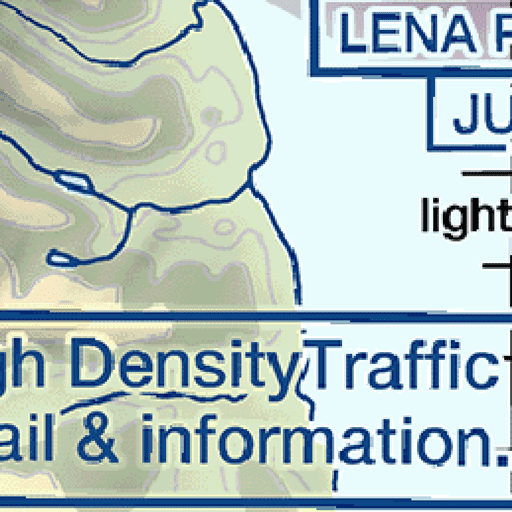 LENA P
JU
light
gh Density Traffic
ail & information.